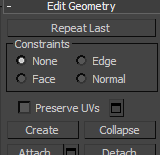 - Edit Geometry
Repeat Last
Constraints
None Edge
Face Normal
Preserve UVs
Create Collapse
Attach Detach